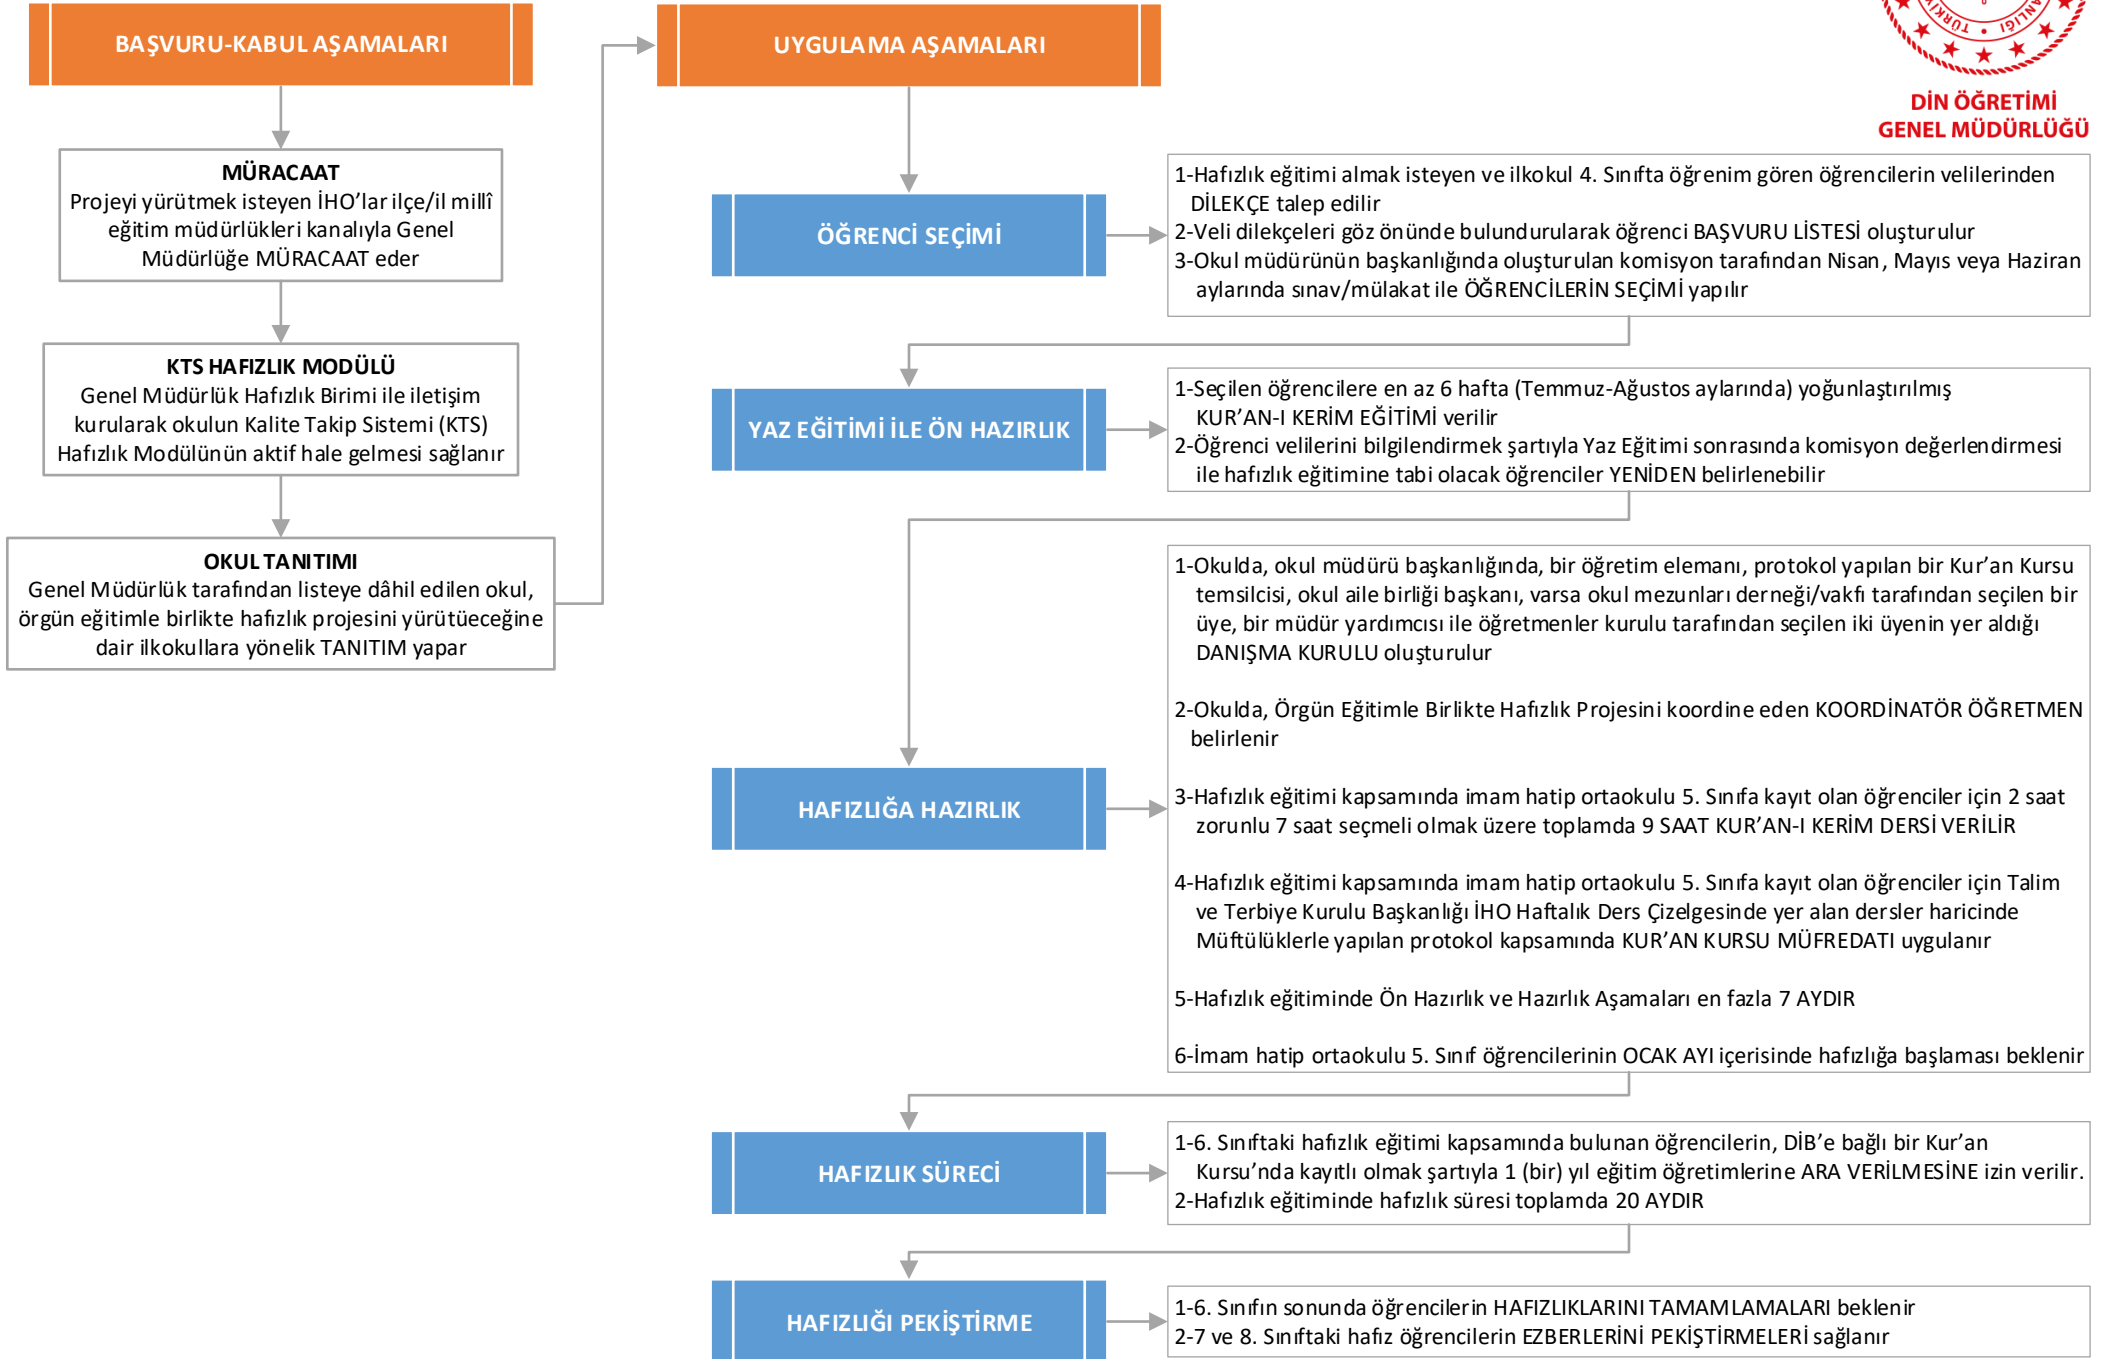 BAŞVURU-KABUL AŞAMALARI
MÜRACAAT
Projeyi yürütmek isteyen İHO’lar ilçe/il millî
eğitim müdürlükleri kanalıyla Genel
Müdürlüğe MÜRACAAT eder
KTS HAFIZLIK MODÜLÜ
Genel Müdürlük Hafızlık Birimi ile iletişim
kurularak okulun Kalite Takip Sistemi (KTS)
Hafızlık Modülünün aktif hale gelmesi sağlanır
OKUL TANITIMI
Genel Müdürlük tarafından listeye dâhil edilen okul,
örgün eğitimle birlikte hafızlık projesini yürütüeceğine
dair ilkokullara yönelik TANITIM yapar
UYGULAMA AŞAMALARI
TÜRKİY
ANLIĞI
DİN ÖĞRETİMİ
GENEL MÜDÜRLÜĞÜ
ÖĞRENCİ SEÇİMİ
1-Hafızlık eğitimi almak isteyen ve ilkokul 4. Sınıfta öğrenim gören öğrencilerin velilerinden
DİLEKÇE talep edilir
2-Veli dilekçeleri göz önünde bulundurularak öğrenci BAŞVURU LİSTESİ oluşturulur
3-Okul müdürünün başkanlığında oluşturulan komisyon tarafından Nisan, Mayıs veya Haziran
aylarında sınav/mülakat ile ÖĞRENCİLERİN SEÇİMİ yapılır
YAZ EĞİTİMİ İLE ÖN HAZIRLIK
1-Seçilen öğrencilere en az 6 hafta (Temmuz-Ağustos aylarında) yoğunlaştırılmış
KUR’AN-I KERİM EĞİTİMİ verilir
2-Öğrenci velilerini bilgilendirmek şartıyla Yaz Eğitimi sonrasında komisyon değerlendirmesi
ile hafızlık eğitimine tabi olacak öğrenciler YENİDEN belirlenebilir
HAFIZLIĞA HAZIRLIK
1-Okulda, okul müdürü başkanlığında, bir öğretim elemanı, protokol yapılan bir Kur’an Kursu
temsilcisi, okul aile birliği başkanı, varsa okul mezunları derneği/vakfı tarafından seçilen bir
üye, bir müdür yardımcısı ile öğretmenler kurulu tarafından seçilen iki üyenin yer aldığı
DANIŞMA KURULU oluşturulur
2-Okulda, Örgün Eğitimle Birlikte Hafızlık Projesini koordine eden KOORDİNATÖR ÖĞRETMEN
belirlenir
3-Hafızlık eğitimi kapsamında imam hatip ortaokulu 5. Sınıfa kayıt olan öğrenciler için 2 saat
zorunlu 7 saat seçmeli olmak üzere toplamda 9 SAAT KUR’AN-I KERİM DERSİ VERİLİR
4-Hafızlık eğitimi kapsamında imam hatip ortaokulu 5. Sınıfa kayıt olan öğrenciler için Talim
ve Terbiye Kurulu Başkanlığı İHO Haftalık Ders Çizelgesinde yer alan dersler haricinde
Müftülüklerle yapılan protokol kapsamında KUR’AN KURSU MÜFREDATI uygulanır
5-Hafızlık eğitiminde Ön Hazırlık ve Hazırlık Aşamaları en fazla 7 AYDIR
6-İmam hatip ortaokulu 5. Sınıf öğrencilerinin OCAK AYI içerisinde hafızlığa başlaması beklenir
HAFIZLIK SÜRECİ
1-6. Sınıftaki hafızlık eğitimi kapsamında bulunan öğrencilerin, DİB’e bağlı bir Kur’an
Kursu’nda kayıtlı olmak şartıyla 1 (bir) yıl eğitim öğretimlerine ARA VERİLMESİNE izin verilir.
2-Hafızlık eğitiminde hafızlık süresi toplamda 20 AYDIR
HAFIZLIĞI PEKİŞTİRME
1-6. Sınıfın sonunda öğrencilerin HAFIZLIKLARINI TAMAMLAMALARI beklenir
2-7 ve 8. Sınıftaki hafız öğrencilerin EZBERLERİNİ PEKİŞTİRMELERİ sağlanır